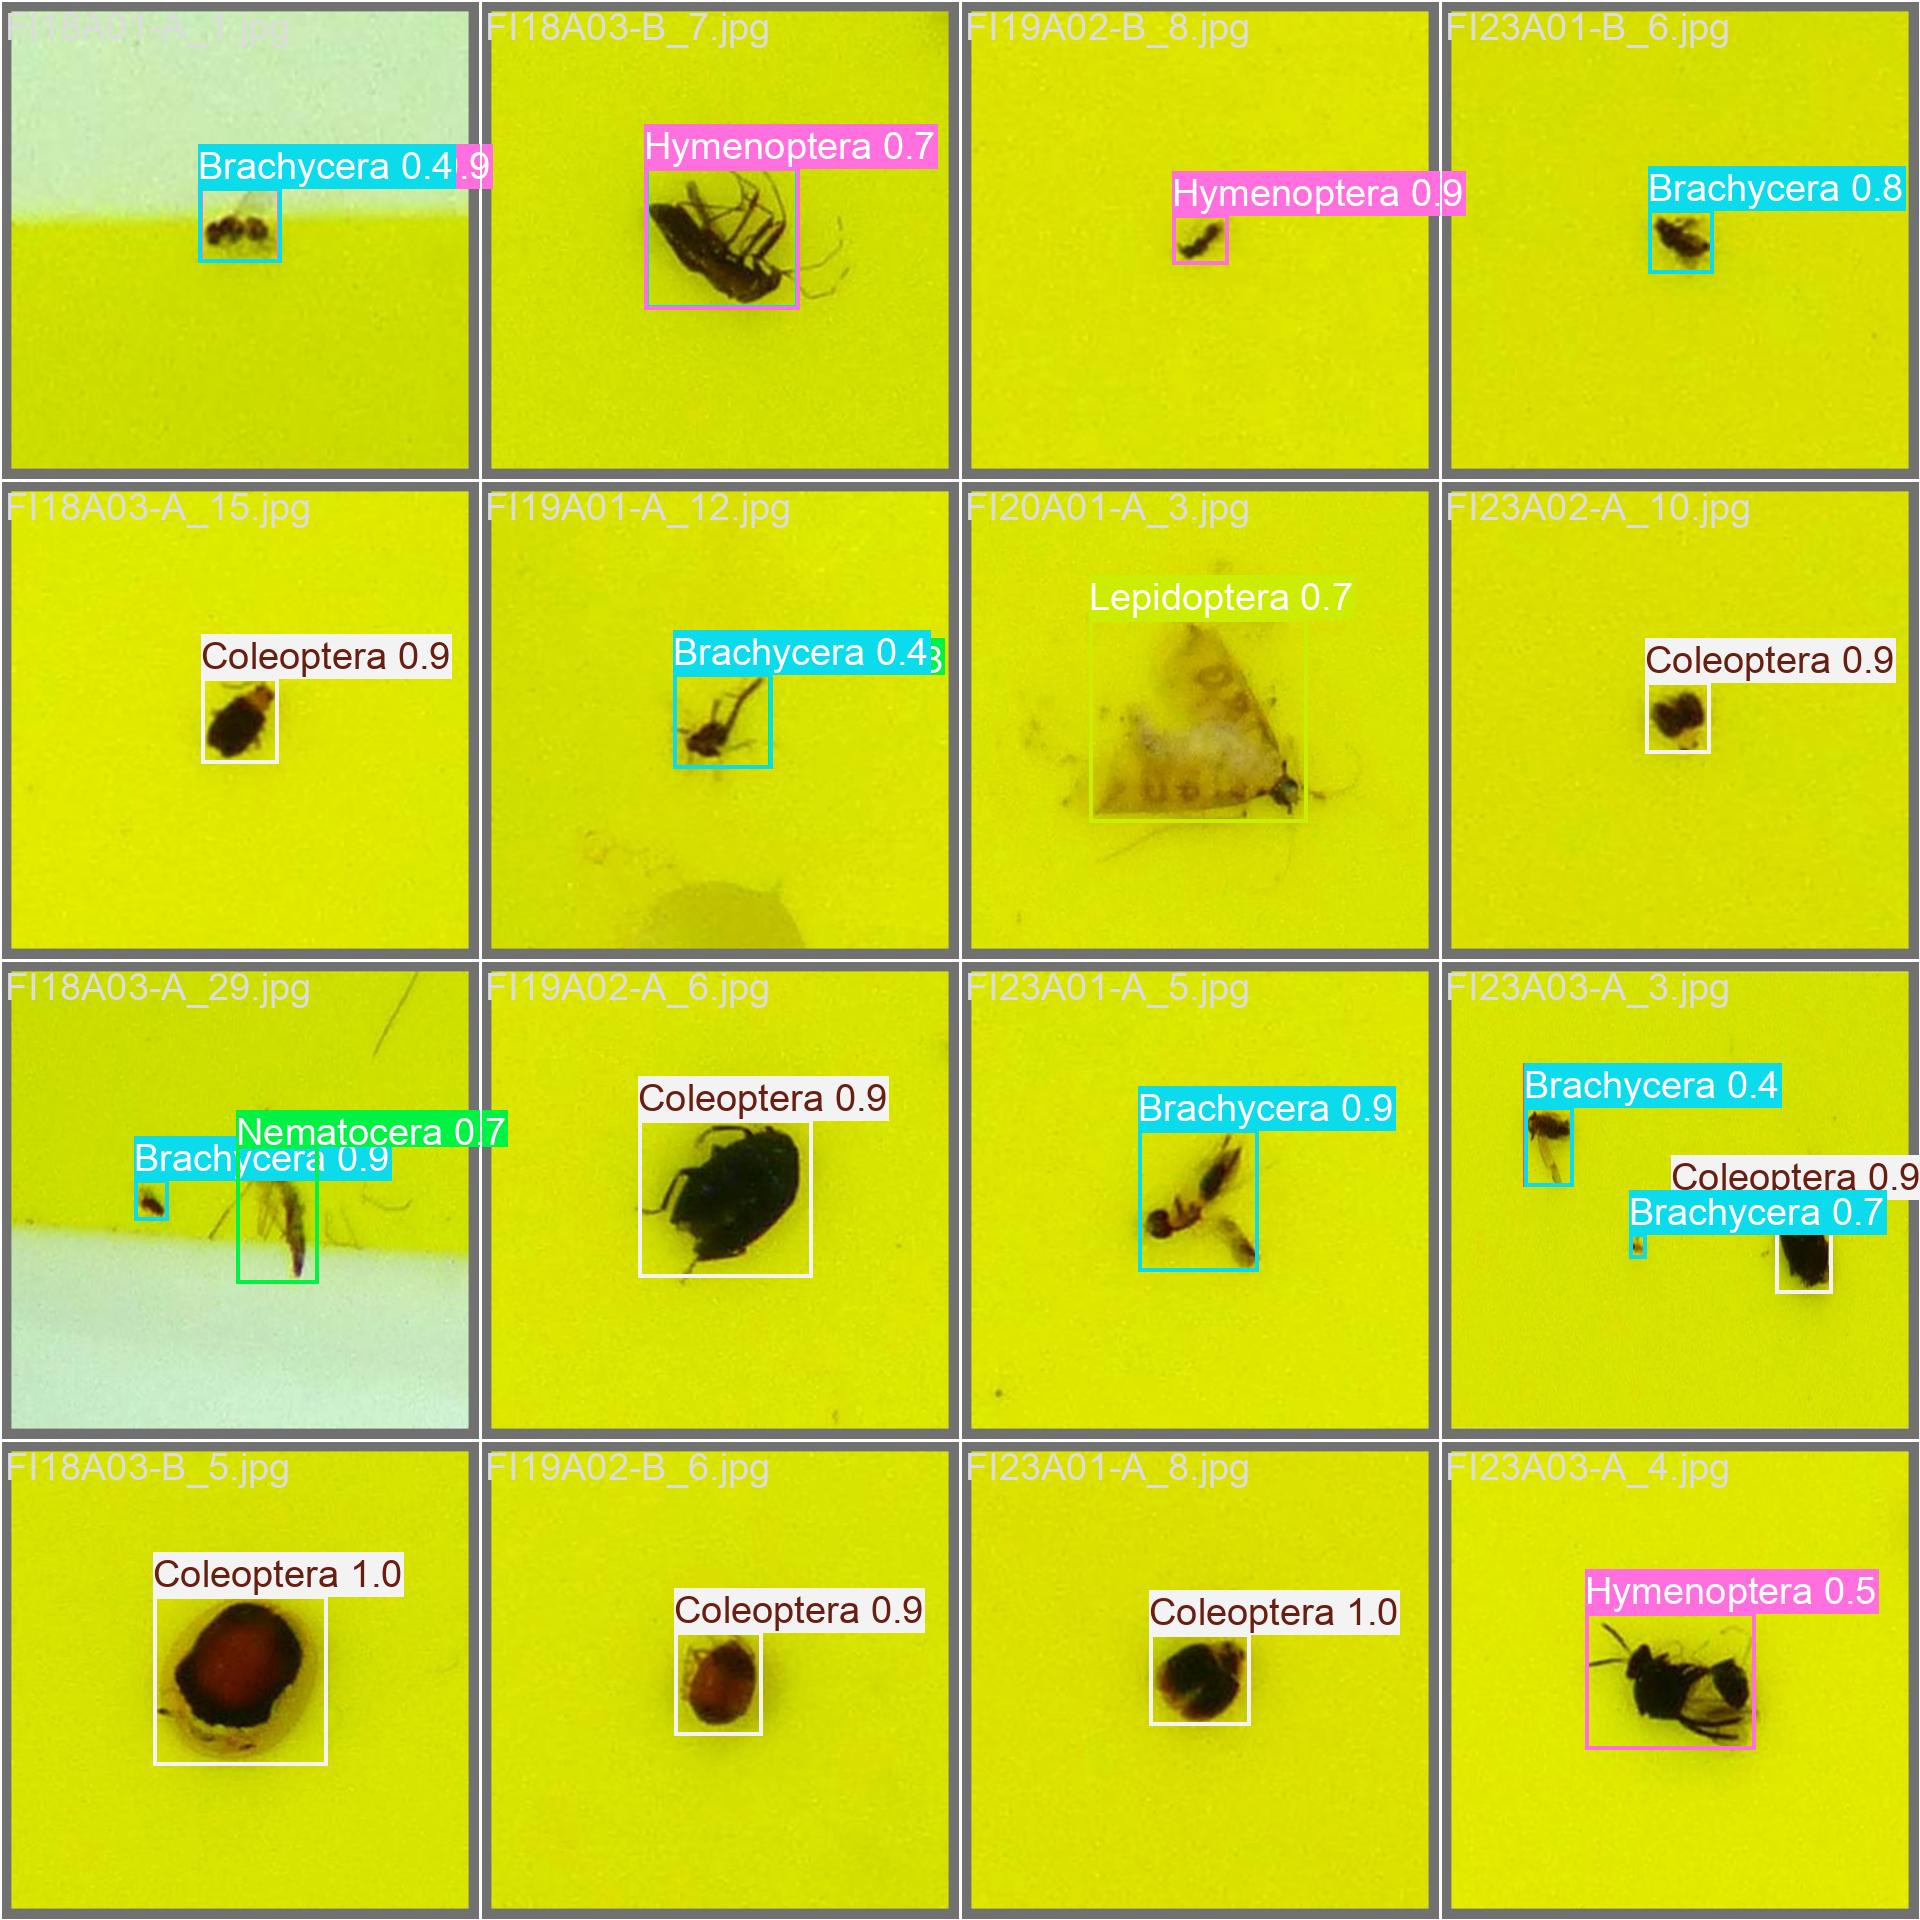 FI16A01-A_1.jpg
Brachycera 0.4
.9
FI18A03-B_7.jpg
Hymenoptera 0.7
FI19A02-B_8.jpg
Hymenoptera 0.9
FI23A01-B_6.jpg
Brachycera 0.8
FI18A03-A_15.jpg
Coleoptera 0.9
FI19A01-A_12.jpg
Brachycera 0.4
FI20A01-A_3.jpg
Lepidoptera 0.7
FI23A02-A_10.jpg
Coleoptera 0.9
FI18A03-A_29.jpg
Nematocera 0.7
Brachycera 0.9
FI19A02-A_6.jpg
Coleoptera 0.9
FI23A01-A_5.jpg
Brachycera 0.9
FI23A03-A_3.jpg
Brachycera 0.4
Coleoptera 0.9
Brachycera 0.7
FI18A03-B_5.jpg
Coleoptera 1.0
FI19A02-B_6.jpg
Coleoptera 0.9
FI23A01-A_8.jpg
Coleoptera 1.0
FI23A03-A_4.jpg
Hymenoptera 0.5